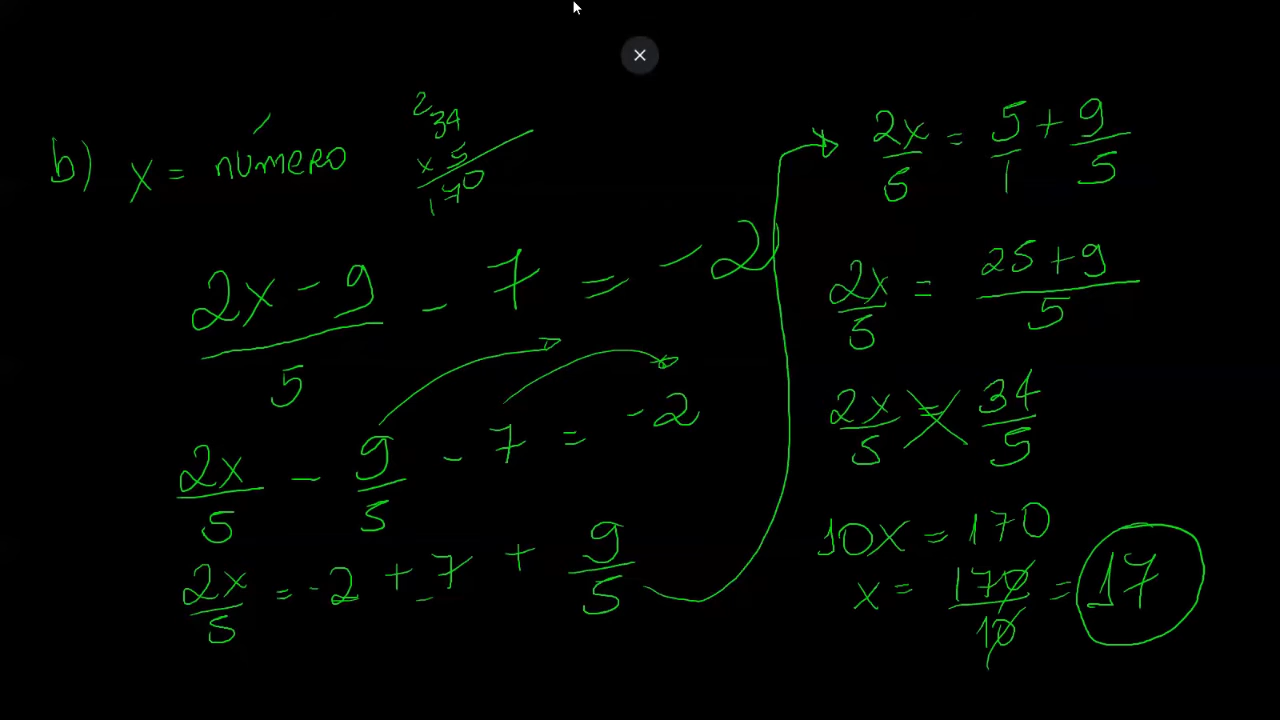 b) x = número
²34
x 5
170
(2x - 9)/5 - 7 = -2
2x/5 - 9/5 - 7 = -2
2x/5 = -2 + 7 + 9/5
2x/5 = 5/1 + 9/5
2x/5 = (25 + 9)/5
2x/5 = 34/5
10x = 170
x = 170/10 = 17